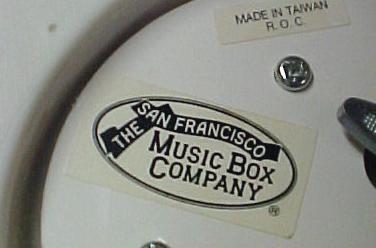 MADE IN TAIWAN
R. O. C.
THE SAN FRANCISCO
MUSIC BOX
COMPANY
®